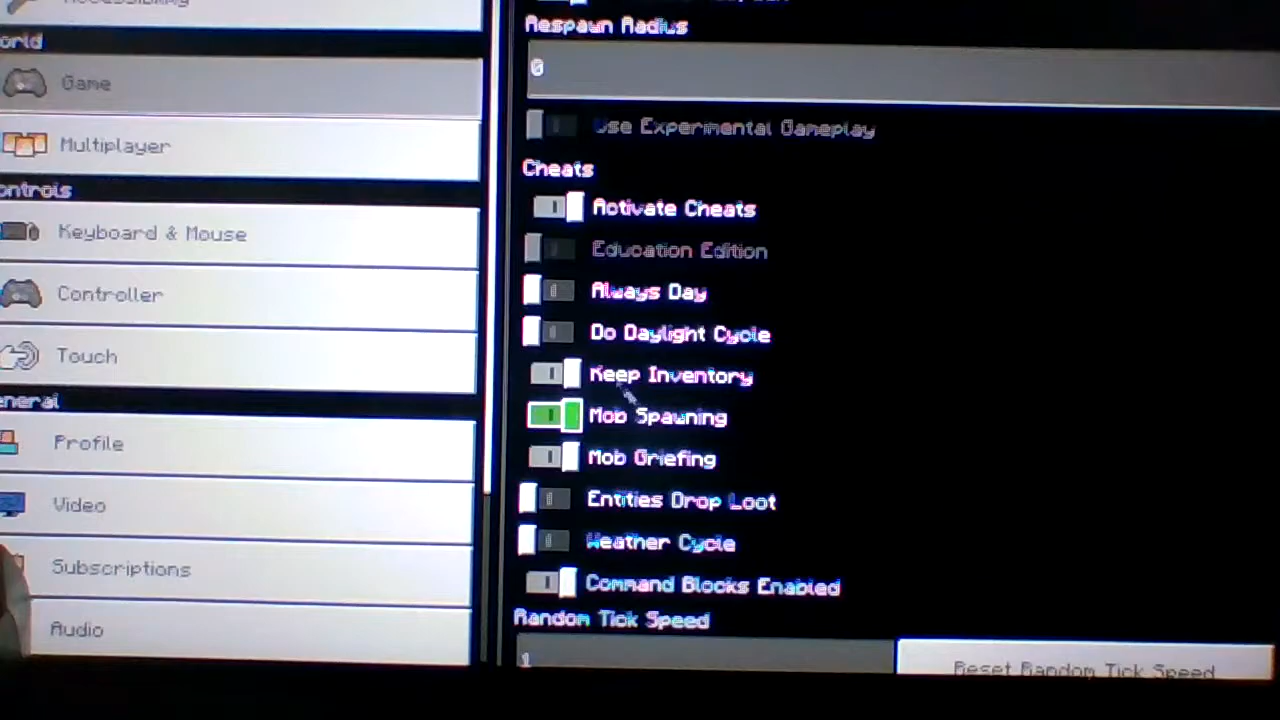 Accessibility
orld
Game
Multiplayer
ontrols
Keyboard & Mouse
Controller
Touch
eneral
Profile
Video
Subscriptions
Audio
Respawn Radius
Use Experimental Gameplay
Cheats
Activate Cheats
Education Edition
Always Day
Do Daylight Cycle
Keep Inventory
Mob Spawning
Mob Griefing
Entities Drop Loot
Weather Cycle
Command Blocks Enabled
Random Tick Speed
1
Reset Random Tick Speed